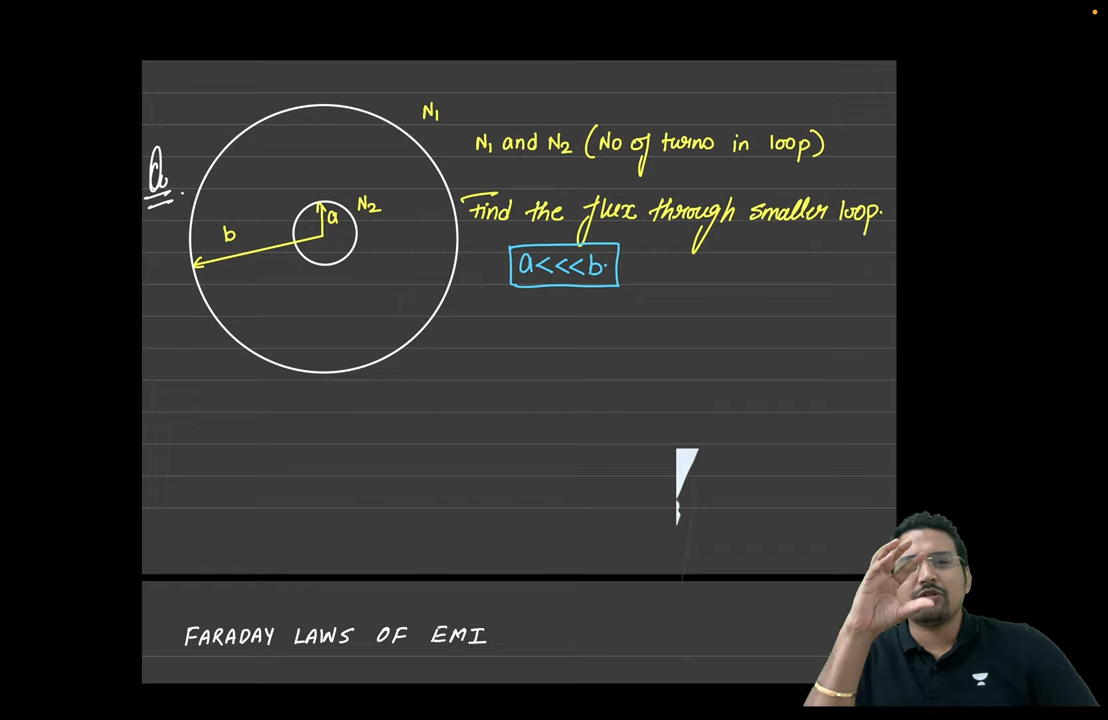 N₁
Q.
N₁ and N₂ (No of turns in loop)
b
a
N₂
Find the flux through smaller loop.
a<<<b.
FARADAY LAWS OF EMI